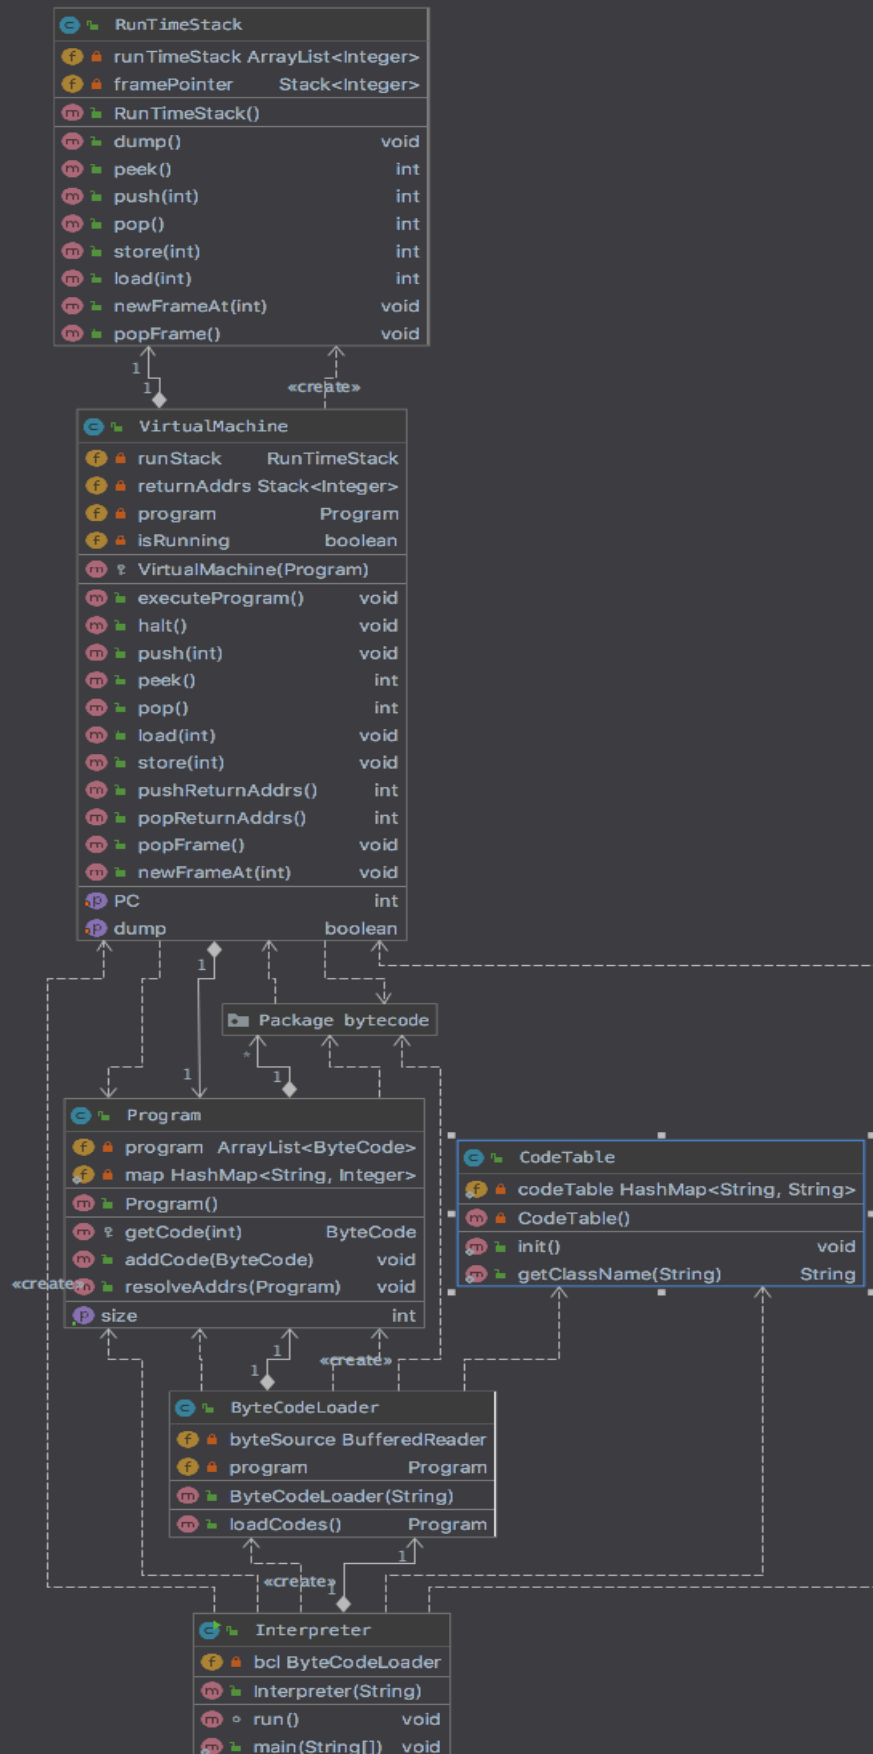 RunTimeStack
runTimeStack ArrayList<Integer>
framePointer Stack<Integer>
RunTimeStack()
dump() void
peek() int
push(int) int
pop() int
store(int) int
load(int) int
newFrameAt(int) void
popFrame() void
1
1
«create»
VirtualMachine
runStack RunTimeStack
returnAddrs Stack<Integer>
program Program
isRunning boolean
VirtualMachine(Program)
executeProgram() void
halt() void
push(int) void
peek() int
pop() int
load(int) void
store(int) void
pushReturnAddrs() int
popReturnAddrs() int
popFrame() void
newFrameAt(int) void
PC int
dump boolean
1
Package bytecode
*
1
1
Program
program ArrayList<ByteCode>
map HashMap<String, Integer>
Program()
getCode(int) ByteCode
addCode(ByteCode) void
resolveAddrs(Program) void
size int
«create»
CodeTable
codeTable HashMap<String, String>
CodeTable()
init() void
getClassName(String) String
1
1
«create»
ByteCodeLoader
byteSource BufferedReader
program Program
ByteCodeLoader(String)
loadCodes() Program
1
«create»
1
Interpreter
bcl ByteCodeLoader
Interpreter(String)
run() void
main(String[]) void